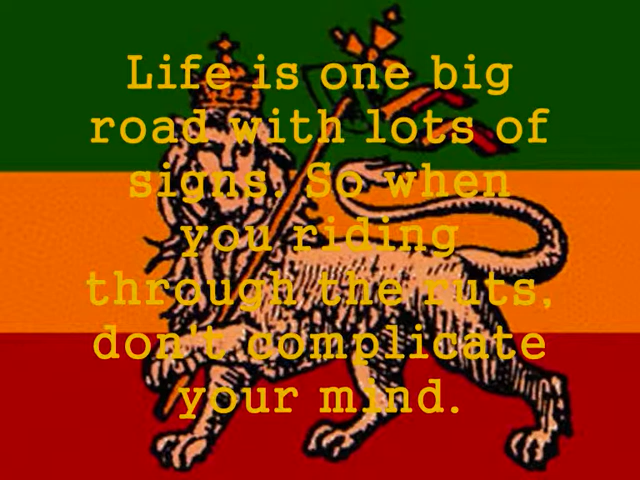 Life is one big
road with lots of
signs. So when
you riding
through the ruts,
don't complicate
your mind.